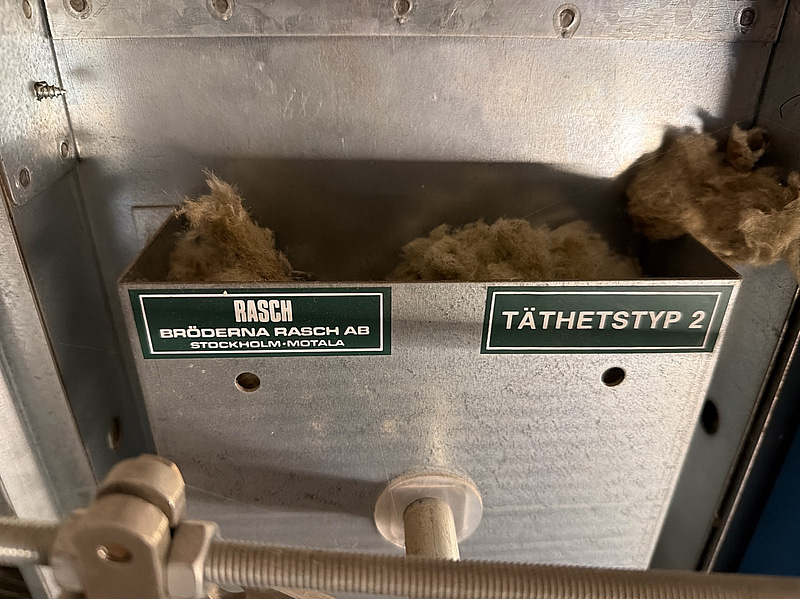 RASCH
BRÖDERNA RASCH AB
STOCKHOLM-MOTALA
TÄTHETSTYP 2